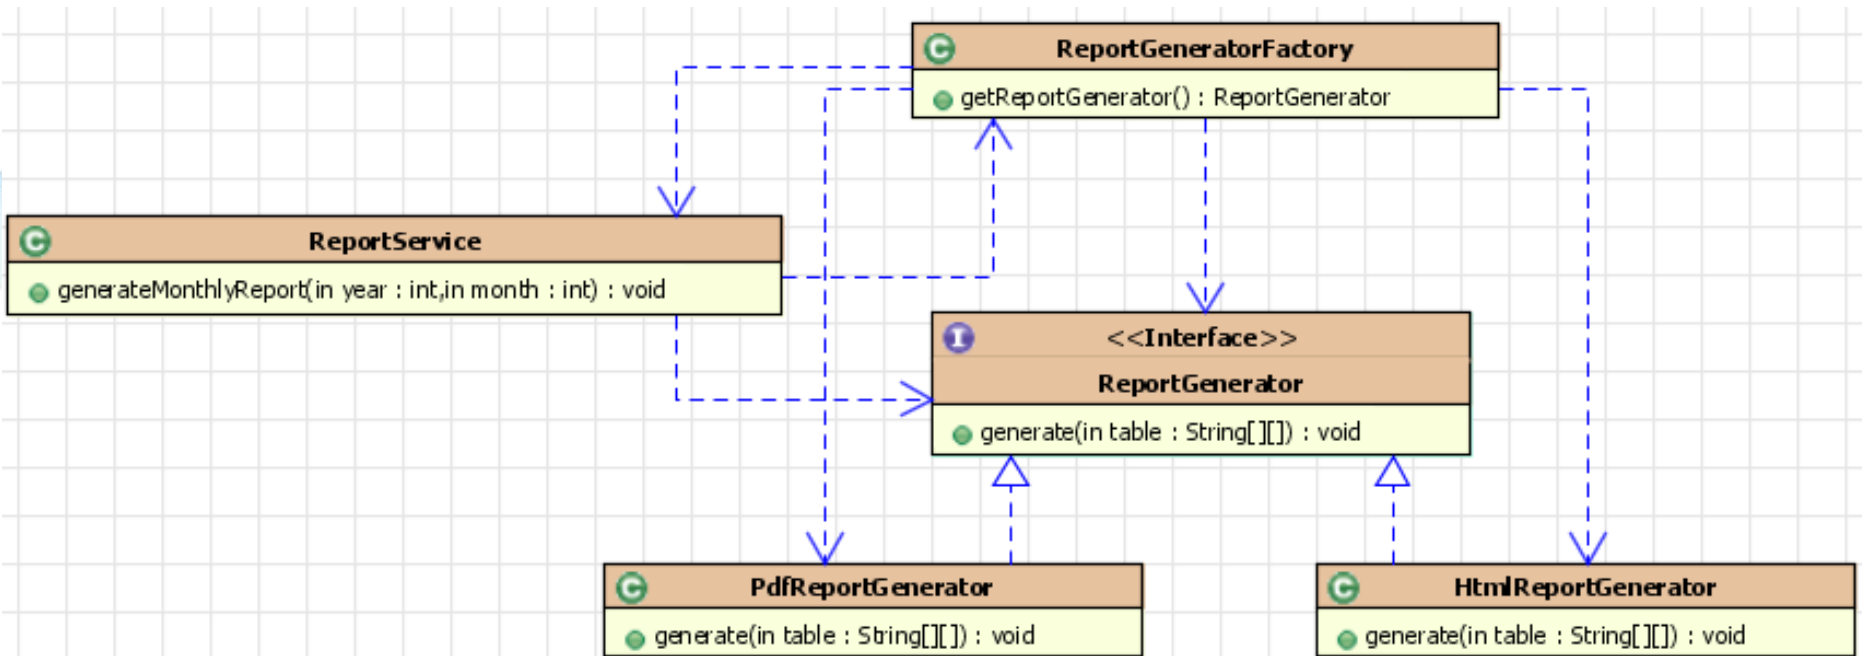 ReportGeneratorFactory
getReportGenerator() : ReportGenerator
ReportService
generateMonthlyReport(in year : int,in month : int) : void
<<Interface>>
ReportGenerator
generate(in table : String[][]) : void
PdfReportGenerator
generate(in table : String[][]) : void
HtmlReportGenerator
generate(in table : String[][]) : void